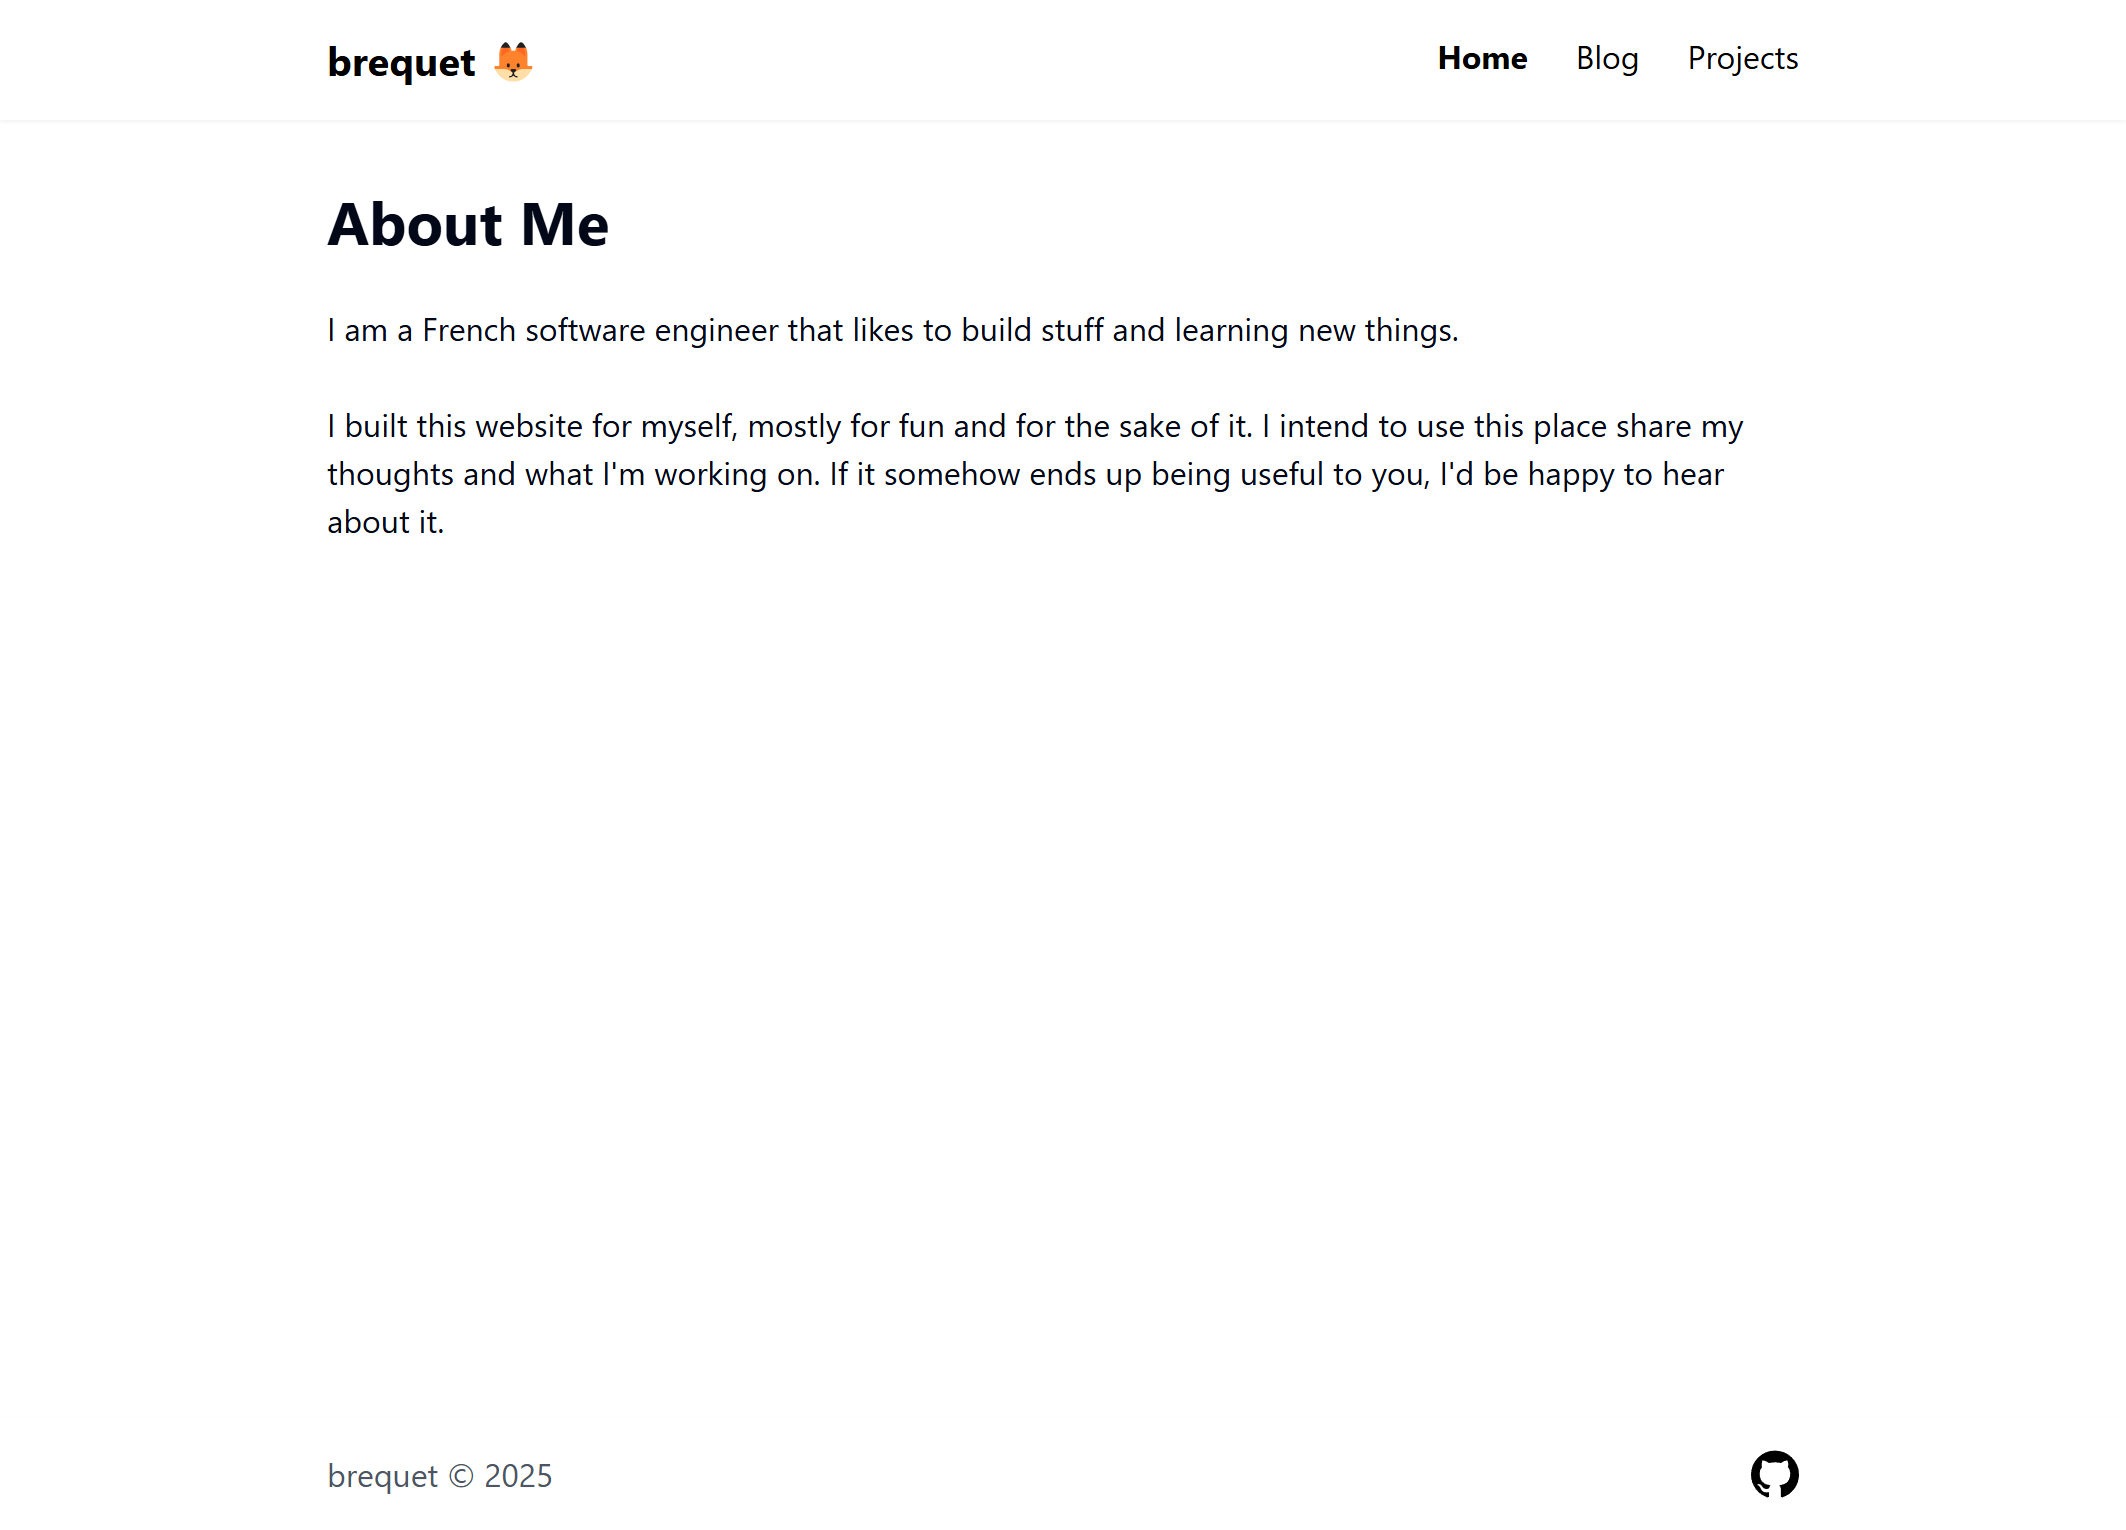 brequet 🦊
Home Blog Projects
About Me
I am a French software engineer that likes to build stuff and learning new things.
I built this website for myself, mostly for fun and for the sake of it. I intend to use this place share my
thoughts and what I'm working on. If it somehow ends up being useful to you, I'd be happy to hear
about it.
brequet © 2025